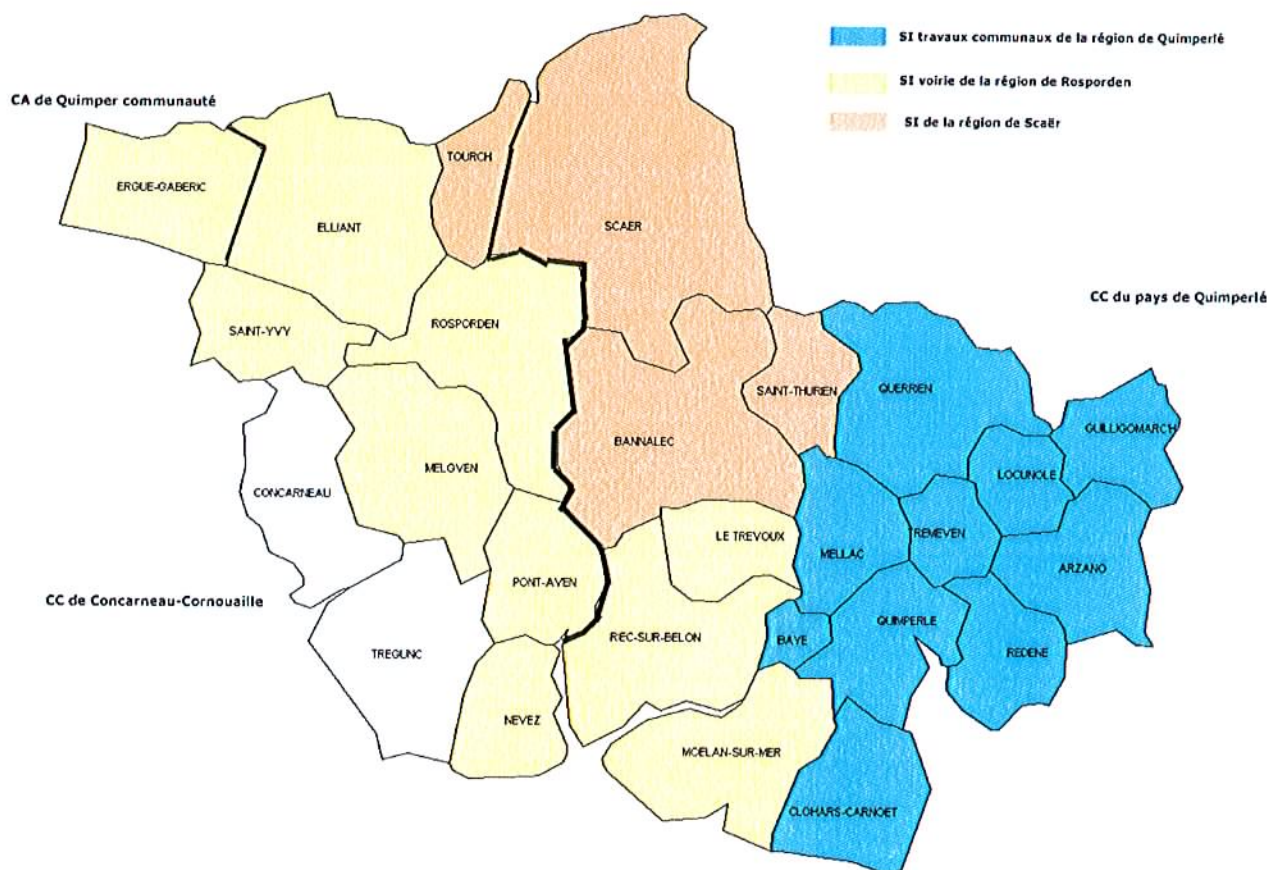 SI travaux communaux de la région de Quimperlé
CA de Quimper communauté
SI voirie de la région de Rosporden
SI de la région de Scaër
TOURCH
ERGUE-GABERIC
ELLIANT
SCAER
CC du pays de Quimperlé
SAINT-YVY
ROSPORDEN
SAINT-THURIEN
QUERRIEN
GUILLIGOMARCH
BANNALEC
MELGVEN
LOCUNOLE
CONCARNEAU
LE TREVOUX
MELLAC
TREMEVEN
ARZANO
PONT-AVEN
CC de Concarneau-Cornouaille
QUIMPERLE
REC-SUR-BELON
BAYE
TREGUNC
REDENE
NEVEZ
MOELAN-SUR-MER
CLOHARS-CARNOET